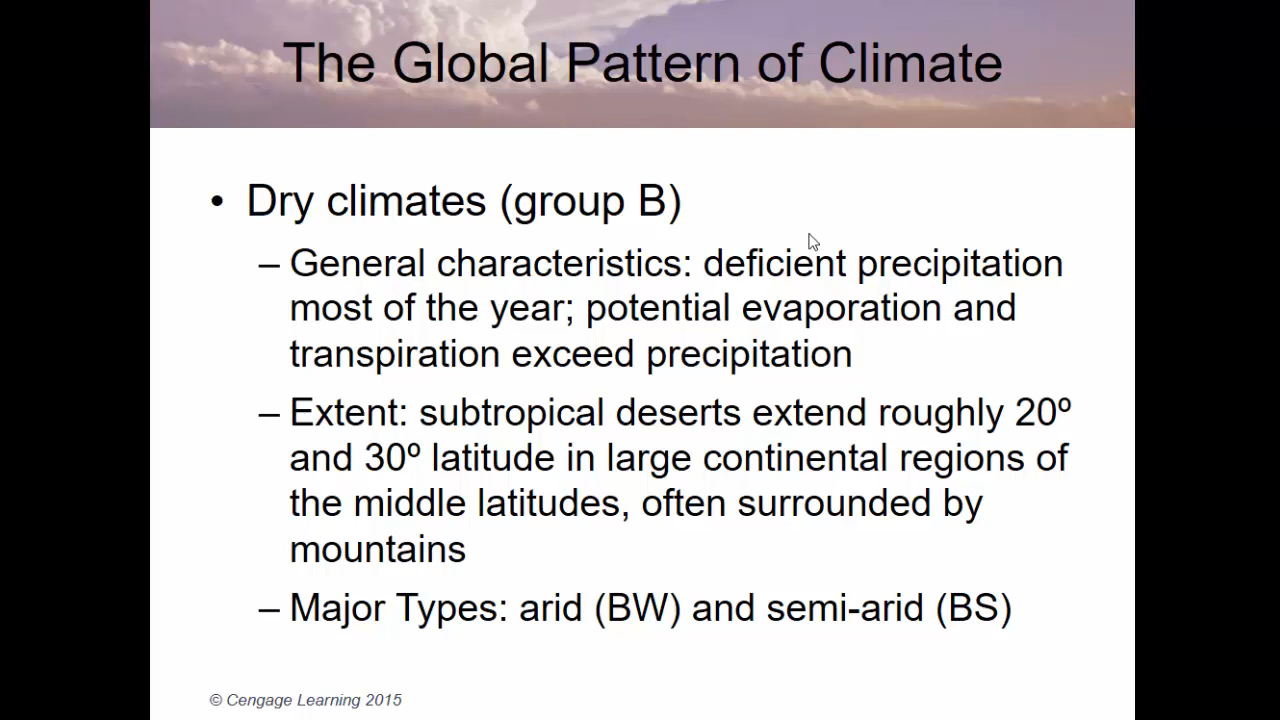 The Global Pattern of Climate
• Dry climates (group B)
– General characteristics: deficient precipitation
most of the year; potential evaporation and
transpiration exceed precipitation
– Extent: subtropical deserts extend roughly 20º
and 30º latitude in large continental regions of
the middle latitudes, often surrounded by
mountains
– Major Types: arid (BW) and semi-arid (BS)
© Cengage Learning 2015